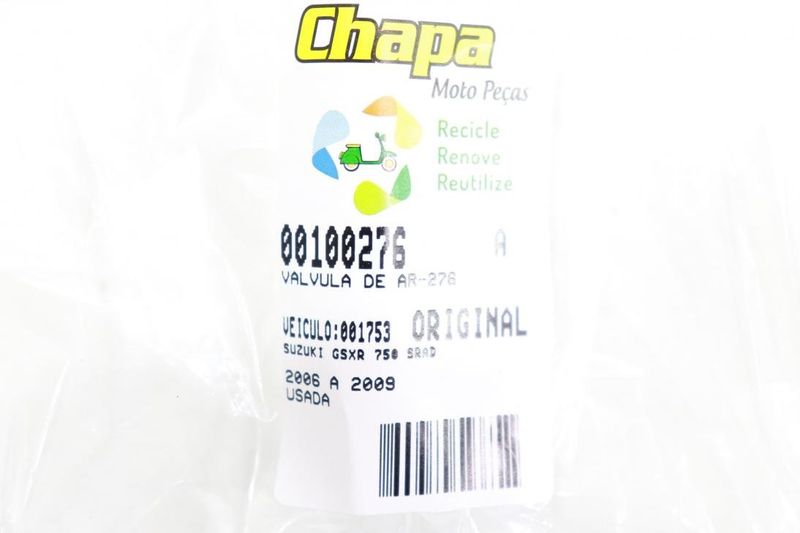 Chapa
Moto Peças
Recicle
Renove
Reutilize
00100276 A
VALVULA DE AR-276
VEICULO:001753 ORIGINAL
SUZUKI GSXR 750 SRAD
2006 A 2009
USADA